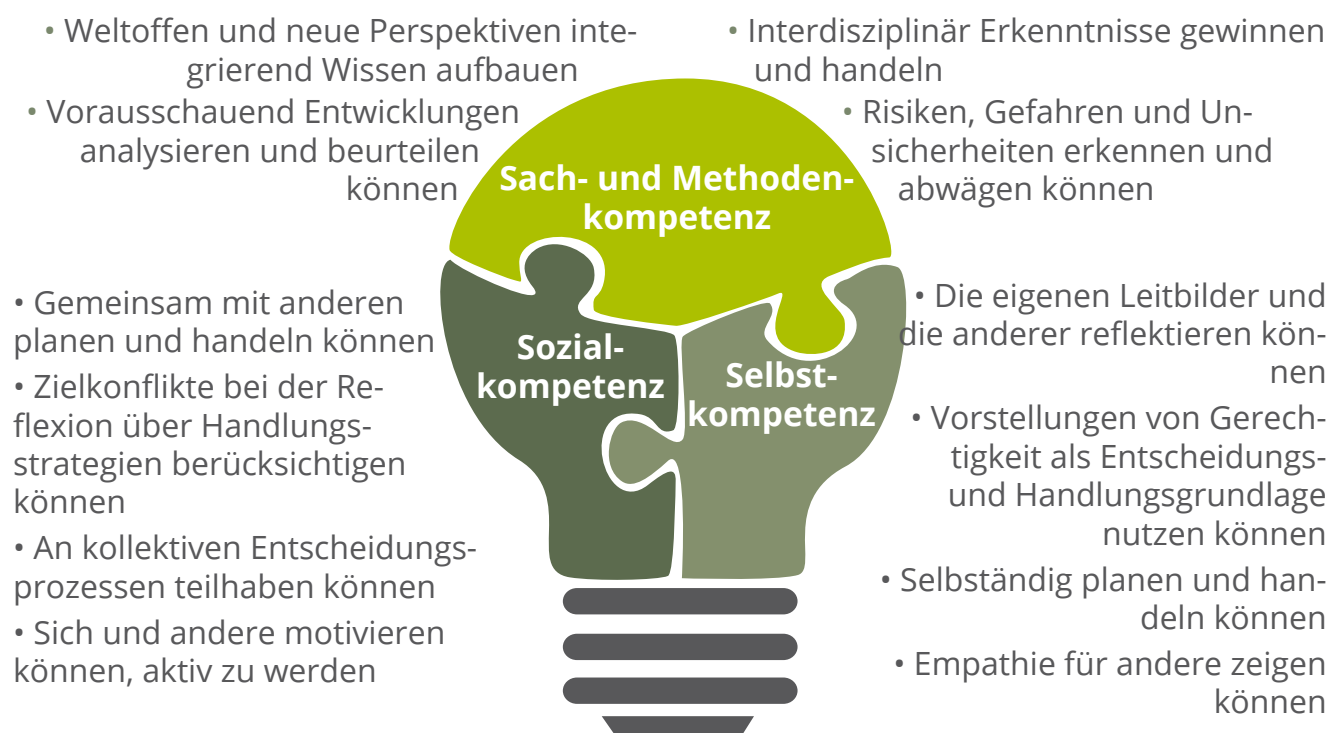 • Weltoffen und neue Perspektiven inte-
grierend Wissen aufbauen
• Vorausschauend Entwicklungen
analysieren und beurteilen
können
• Interdisziplinär Erkenntnisse gewinnen
und handeln
• Risiken, Gefahren und Un-
sicherheiten erkennen und
abwägen können
Sach- und Methoden-
kompetenz
• Gemeinsam mit anderen
planen und handeln können
• Zielkonflikte bei der Re-
flexion über Handlungs-
strategien berücksichtigen
können
• An kollektiven Entscheidungs-
prozessen teilhaben können
• Sich und andere motivieren
können, aktiv zu werden
Sozial-
kompetenz
Selbst-
kompetenz
• Die eigenen Leitbilder und
die anderer reflektieren kön-
nen
• Vorstellungen von Gerech-
tigkeit als Entscheidungs-
und Handlungsgrundlage
nutzen können
• Selbständig planen und han-
deln können
• Empathie für andere zeigen
können